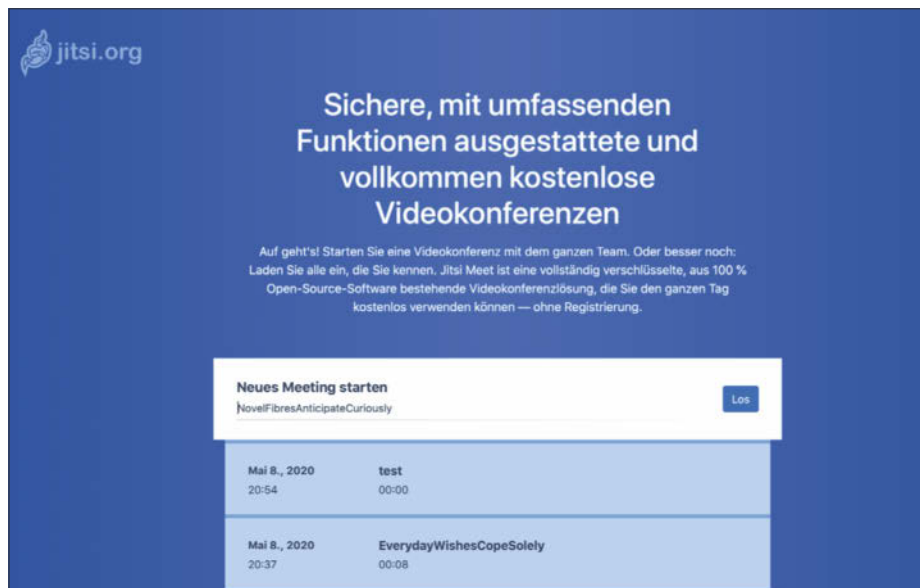 jitsi.org
Sichere, mit umfassenden
Funktionen ausgestattete und
vollkommen kostenlose
Videokonferenzen
Auf geht's! Starten Sie eine Videokonferenz mit dem ganzen Team. Oder besser noch:
Laden Sie alle ein, die Sie kennen. Jitsi Meet ist eine vollständig verschlüsselte, aus 100 %
Open-Source-Software bestehende Videokonferenzlösung, die Sie den ganzen Tag
kostenlos verwenden können — ohne Registrierung.
Neues Meeting starten
NovelFibresAnticipateCuriously
Los
Mai 8., 2020 test
20:54 00:00
Mai 8., 2020 EverydayWishesCopeSolely
20:37 00:08